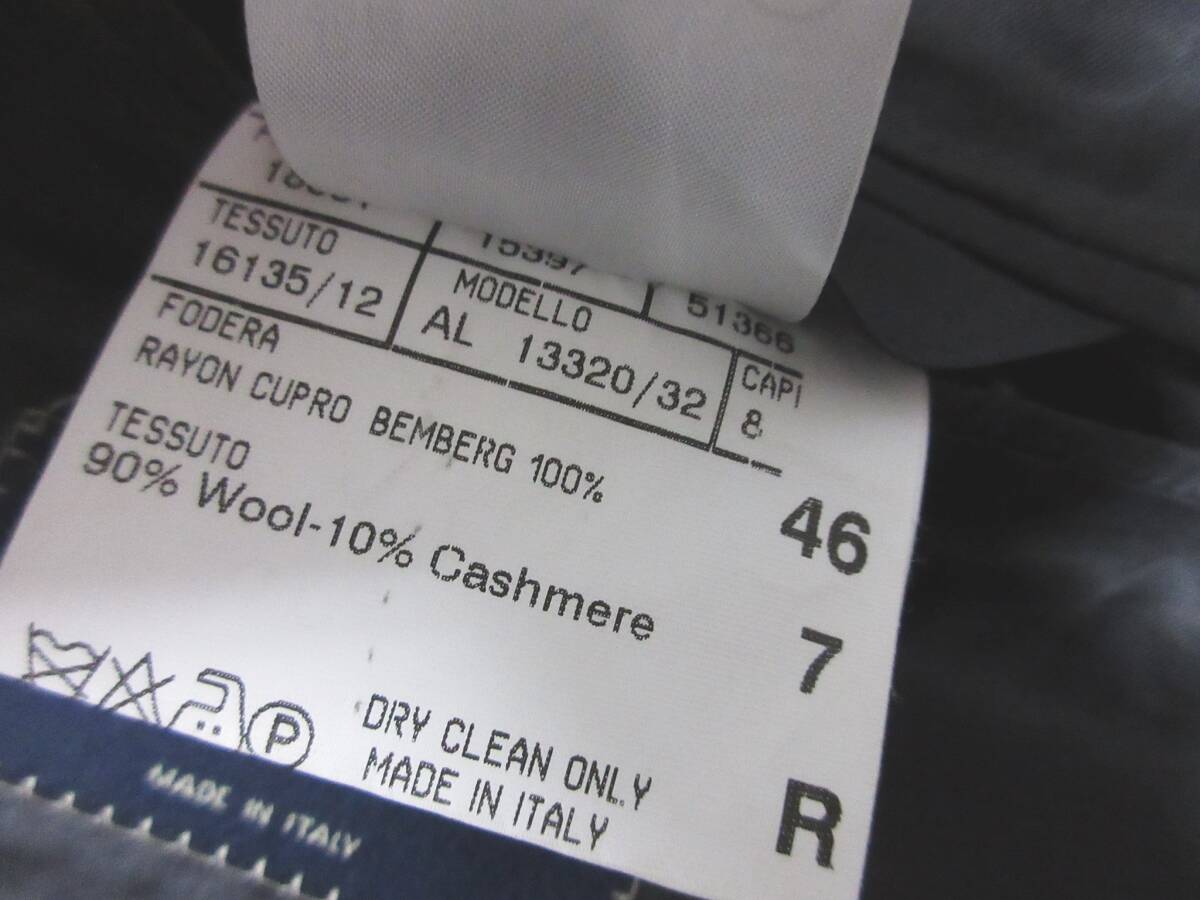 15397
51366
TESSUTO
16135/12
MODELLO
AL 13320/32
CAPI
8
FODERA
RAYON CUPRO BEMBERG 100%
TESSUTO
90% Wool-10% Cashmere
46
7
R
P
DRY CLEAN ONLY
MADE IN ITALY
MADE IN ITALY